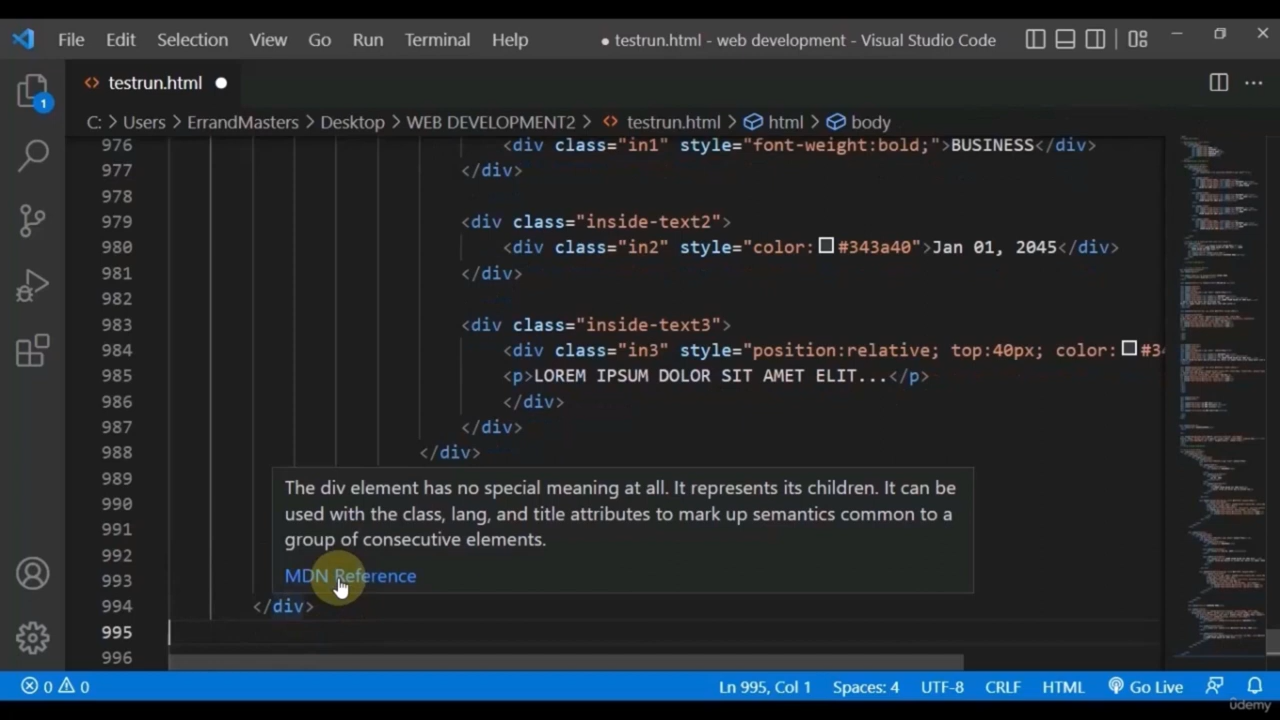 File Edit Selection View Go Run Terminal Help ● testrun.html - web development - Visual Studio Code
<> testrun.html ●
C: > Users > ErrandMasters > Desktop > WEB DEVELOPMENT2 > <> testrun.html > html > body
976 <div class="in1" style="font-weight:bold;">BUSINESS</div>
977 </div>
978
979 <div class="inside-text2">
980 <div class="in2" style="color:#343a40">Jan 01, 2045</div>
981 </div>
982
983 <div class="inside-text3">
984 <div class="in3" style="position:relative; top:40px; color:#34
985 <p>LOREM IPSUM DOLOR SIT AMET ELIT...</p>
986 </div>
987 </div>
988 </div>
989 The div element has no special meaning at all. It represents its children. It can be
990 used with the class, lang, and title attributes to mark up semantics common to a
991 group of consecutive elements.
992
993 MDN Reference
994 </div>
995
996
0 0 Ln 995, Col 1 Spaces: 4 UTF-8 CRLF HTML Go Live
udemy